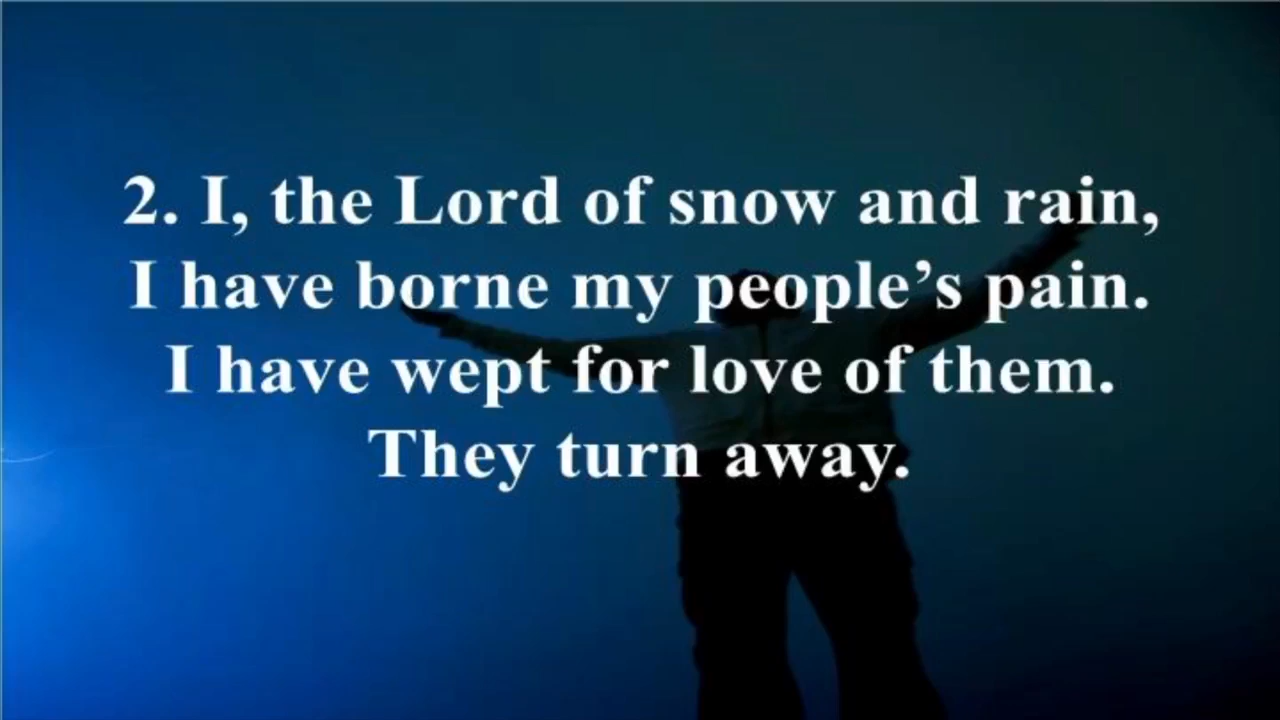 2. I, the Lord of snow and rain,
I have borne my people’s pain.
I have wept for love of them.
They turn away.